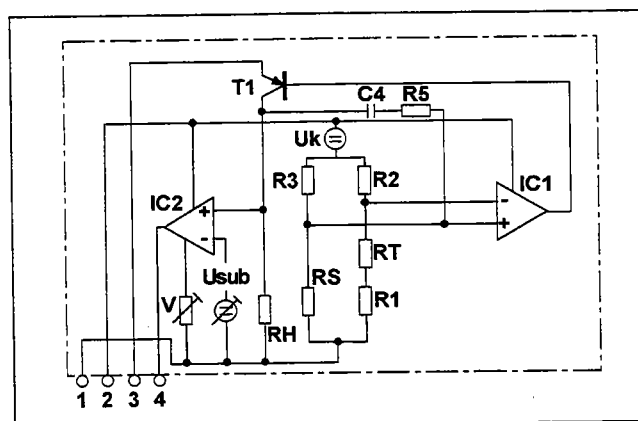 T1
C4 R5
Uk
R3 R2 IC1
IC2
+ -
- +
Usub RT
V RS R1
RH
1 2 3 4